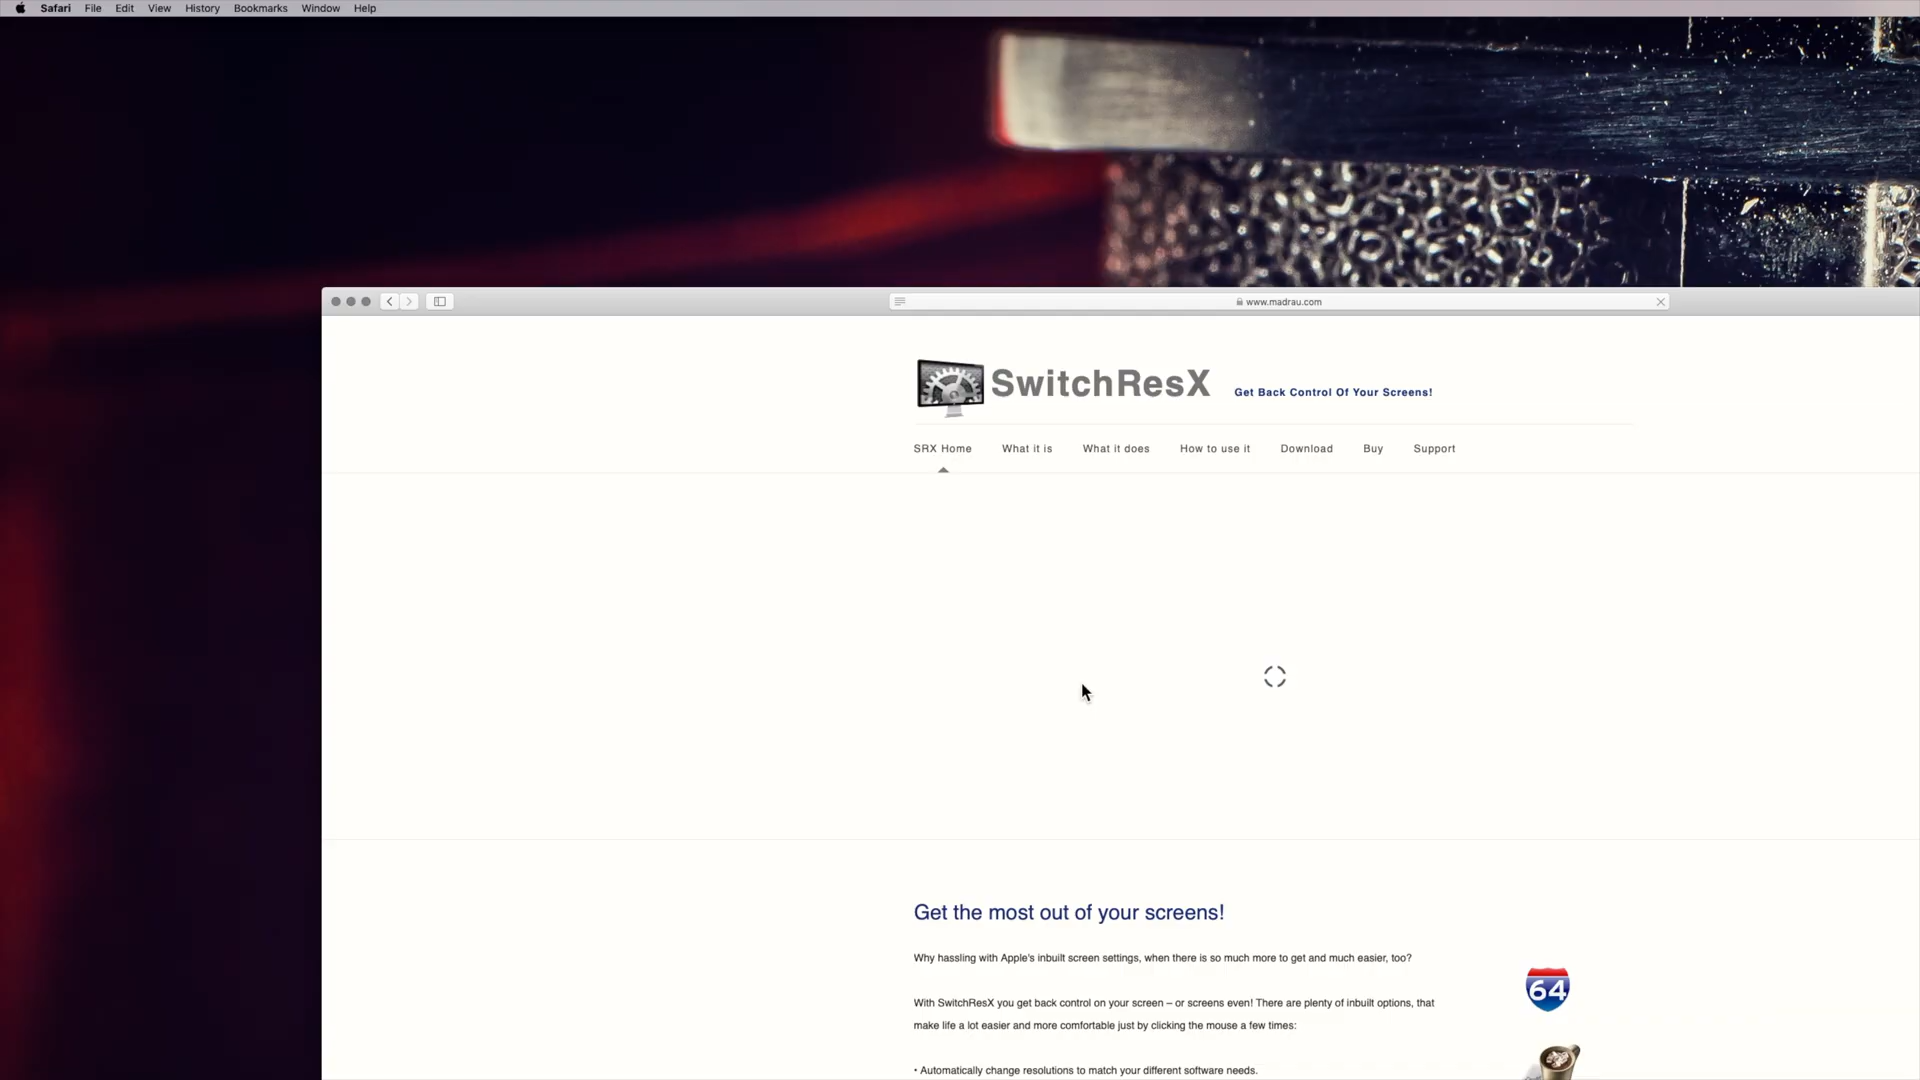 Safari File Edit View History Bookmarks Window Help
www.madrau.com
SwitchResX Get Back Control Of Your Screens!
SRX Home What it is What it does How to use it Download Buy Support
Get the most out of your screens!
Why hassling with Apple's inbuilt screen settings, when there is so much more to get and much easier, too?
With SwitchResX you get back control on your screen – or screens even! There are plenty of inbuilt options, that
make life a lot easier and more comfortable just by clicking the mouse a few times:
64
• Automatically change resolutions to match your different software needs.